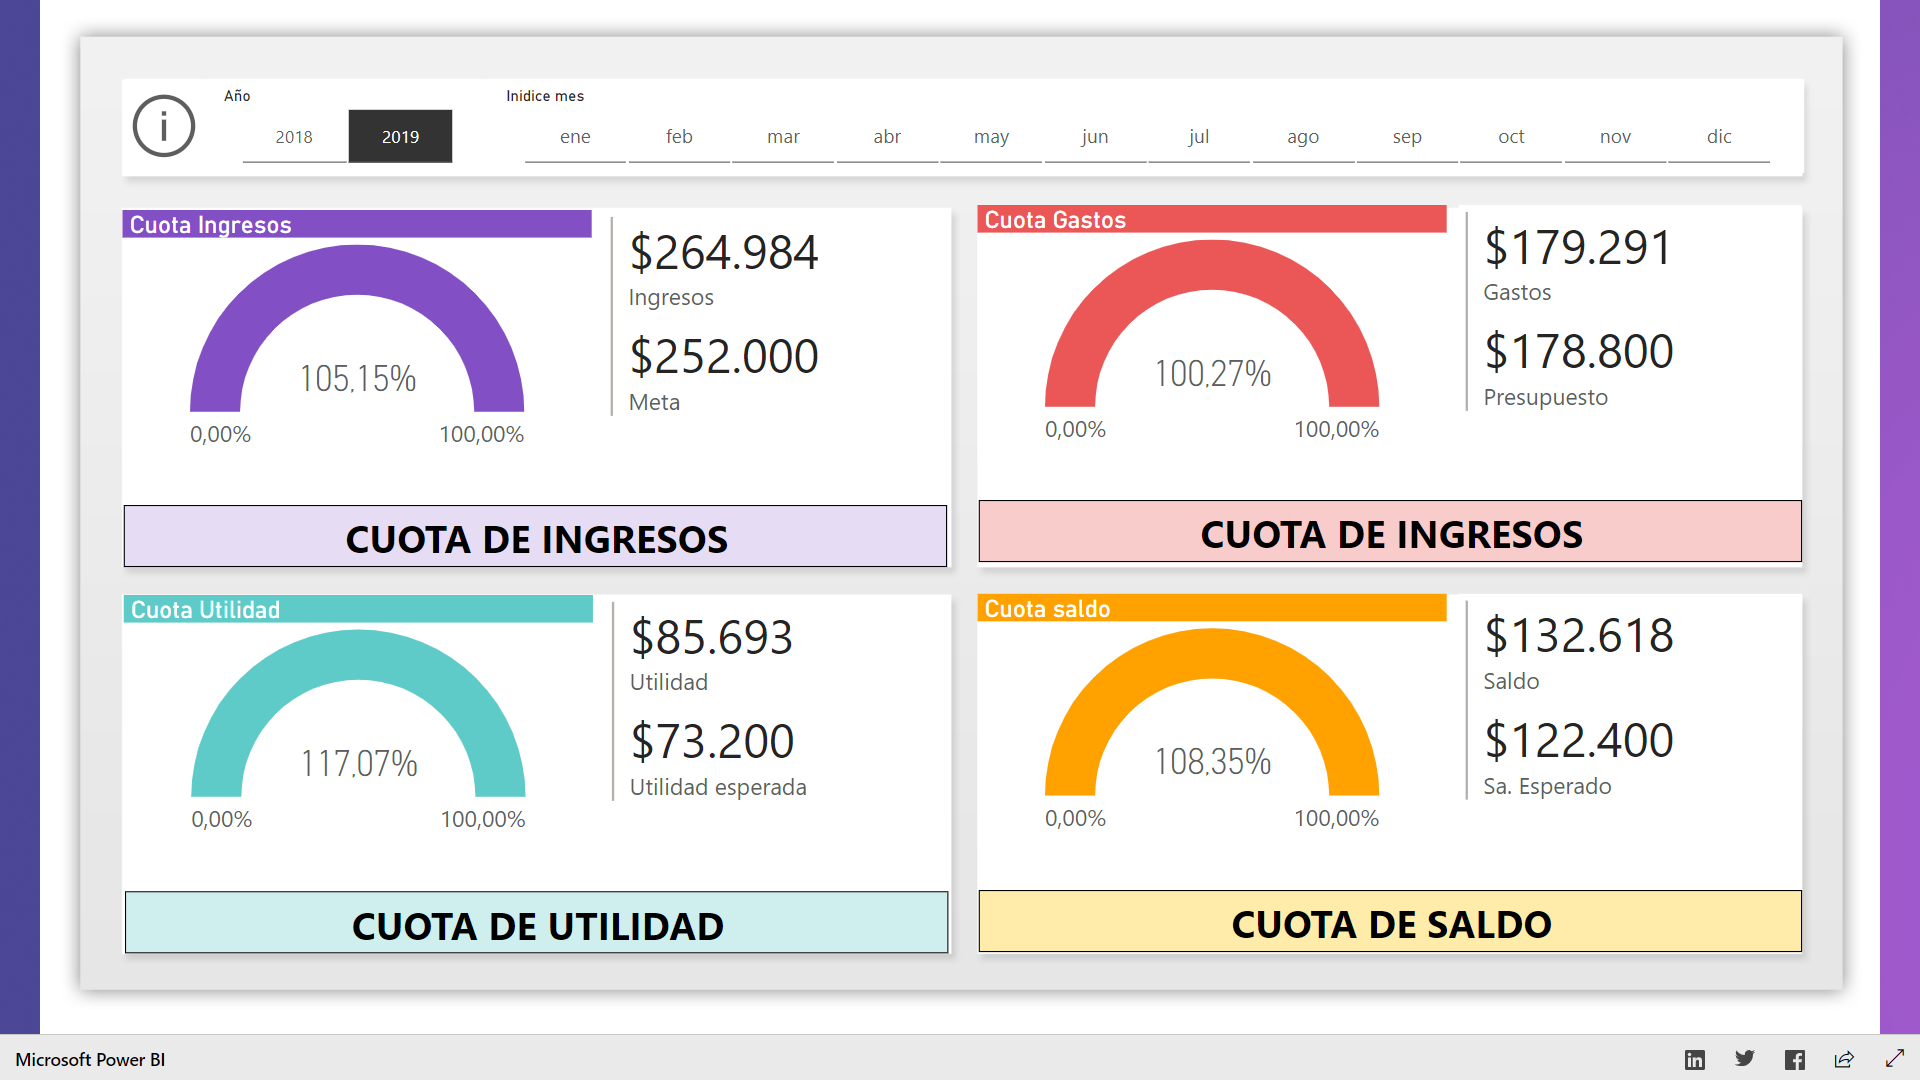 Año
Inidice mes
2018
2019
ene
feb
mar
abr
may
jun
jul
ago
sep
oct
nov
dic
Cuota Ingresos
105,15%
0,00%
100,00%
$264.984
Ingresos
$252.000
Meta
CUOTA DE INGRESOS
Cuota Gastos
100,27%
0,00%
100,00%
$179.291
Gastos
$178.800
Presupuesto
CUOTA DE INGRESOS
Cuota Utilidad
117,07%
0,00%
100,00%
$85.693
Utilidad
$73.200
Utilidad esperada
CUOTA DE UTILIDAD
Cuota saldo
108,35%
0,00%
100,00%
$132.618
Saldo
$122.400
Sa. Esperado
CUOTA DE SALDO
Microsoft Power BI